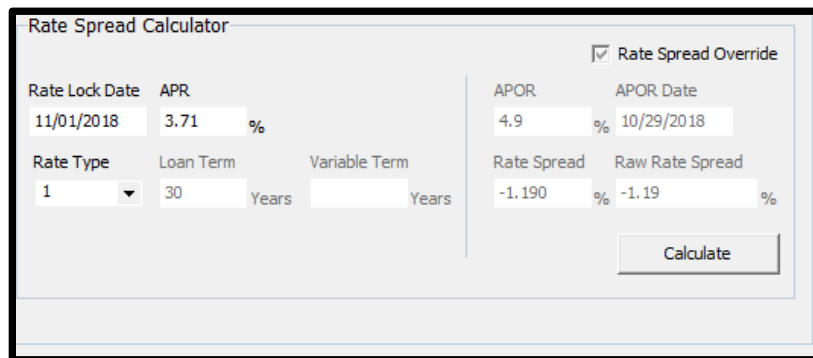 Rate Spread Calculator
Rate Spread Override
Rate Lock Date APR APOR APOR Date
11/01/2018 3.71 % 4.9 % 10/29/2018
Rate Type Loan Term Variable Term Rate Spread Raw Rate Spread
1 30 Years Years -1.190 % -1.19 %
Calculate